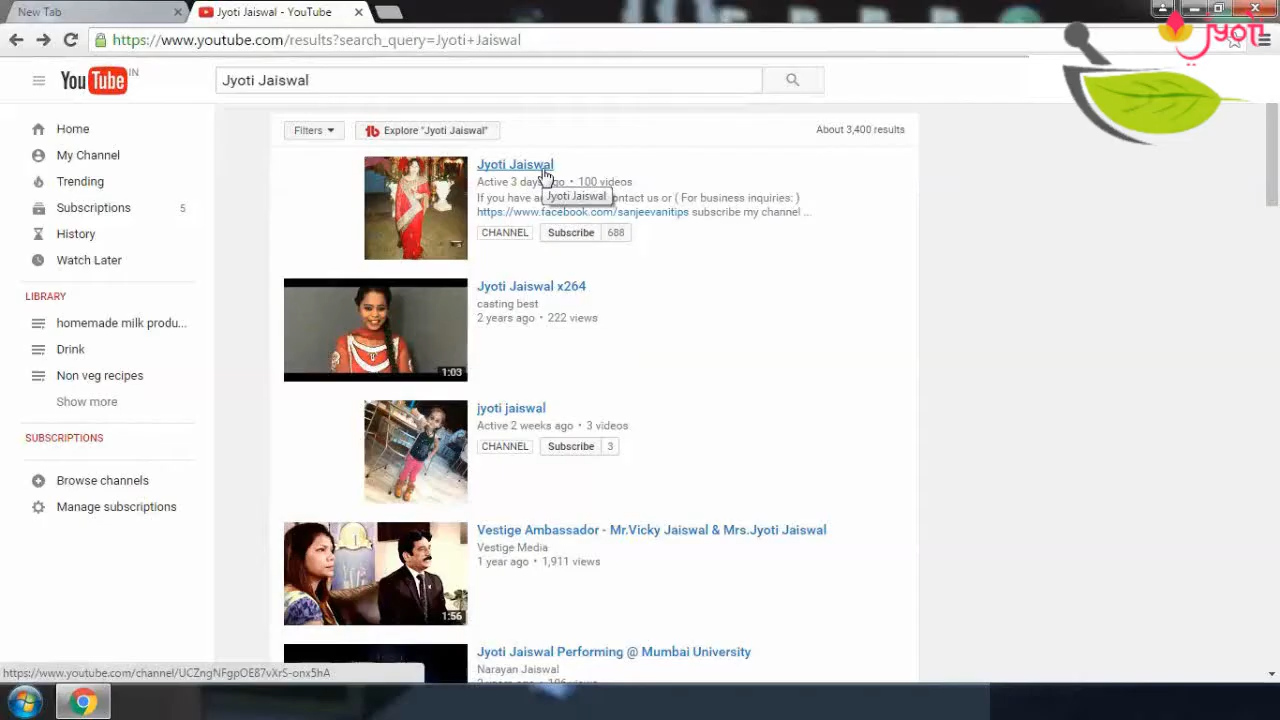 New Tab
Jyoti Jaiswal - YouTube
https://www.youtube.com/results?search_query=Jyoti+Jaiswal
Jyoti
YouTube IN
Jyoti Jaiswal
Home
My Channel
Trending
Subscriptions 5
History
Watch Later
LIBRARY
homemade milk produ...
Drink
Non veg recipes
Show more
SUBSCRIPTIONS
Browse channels
Manage subscriptions
Filters
Explore "Jyoti Jaiswal"
About 3,400 results
Jyoti Jaiswal
Active 3 days ago • 100 videos
Jyoti Jaiswal
If you have a contact us or ( For business inquiries: )
https://www.facebook.com/sanjeevanitips subscribe my channel ...
CHANNEL Subscribe 688
Jyoti Jaiswal x264
casting best
2 years ago • 222 views
1:03
jyoti jaiswal
Active 2 weeks ago • 3 videos
CHANNEL Subscribe 3
Vestige Ambassador - Mr.Vicky Jaiswal & Mrs.Jyoti Jaiswal
Vestige Media
1 year ago • 1,911 views
1:56
Jyoti Jaiswal Performing @ Mumbai University
Narayan Jaiswal
https://www.youtube.com/channel/UCZngNFgpOE87vXrS-onx5hA